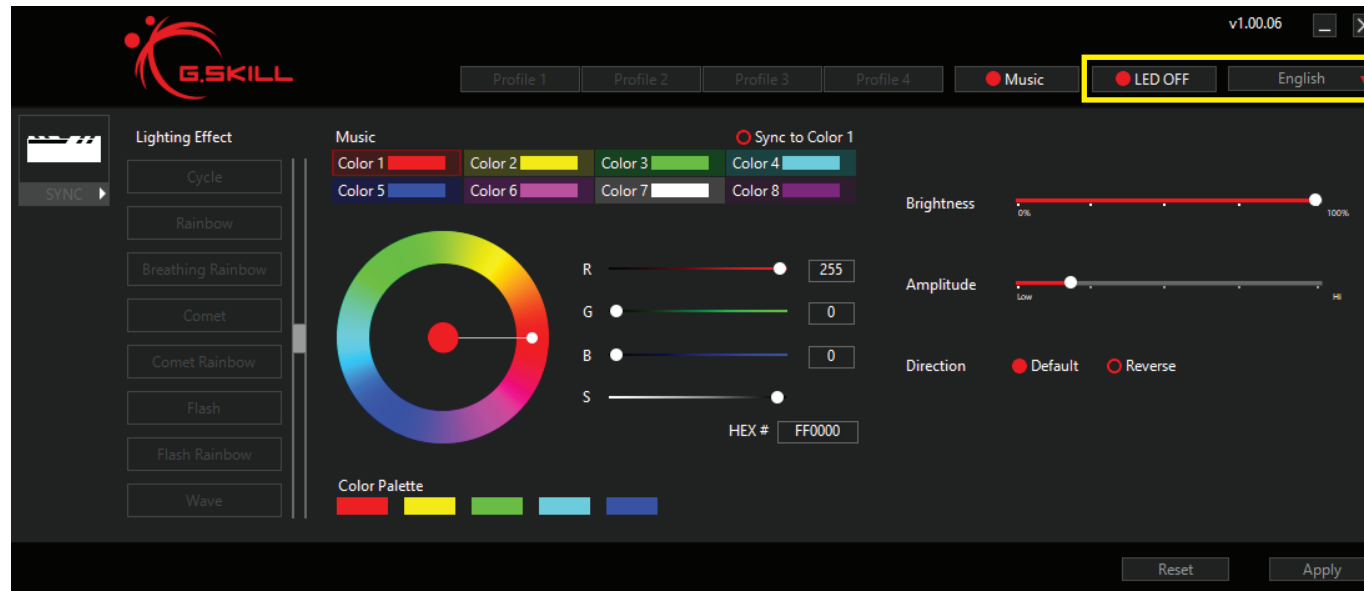 v1.00.06
G.SKILL
Profile 1 Profile 2 Profile 3 Profile 4 Music LED OFF English
Lighting Effect Music Sync to Color 1
Color 1 Color 2 Color 3 Color 4
Cycle
SYNC Color 5 Color 6 Color 7 Color 8
Brightness 0% 100%
Rainbow
Breathing Rainbow R 255
Amplitude Low Hi
Comet G 0
Comet Rainbow B 0
Direction Default Reverse
Flash S
HEX # FF0000
Flash Rainbow
Color Palette
Wave
Reset Apply